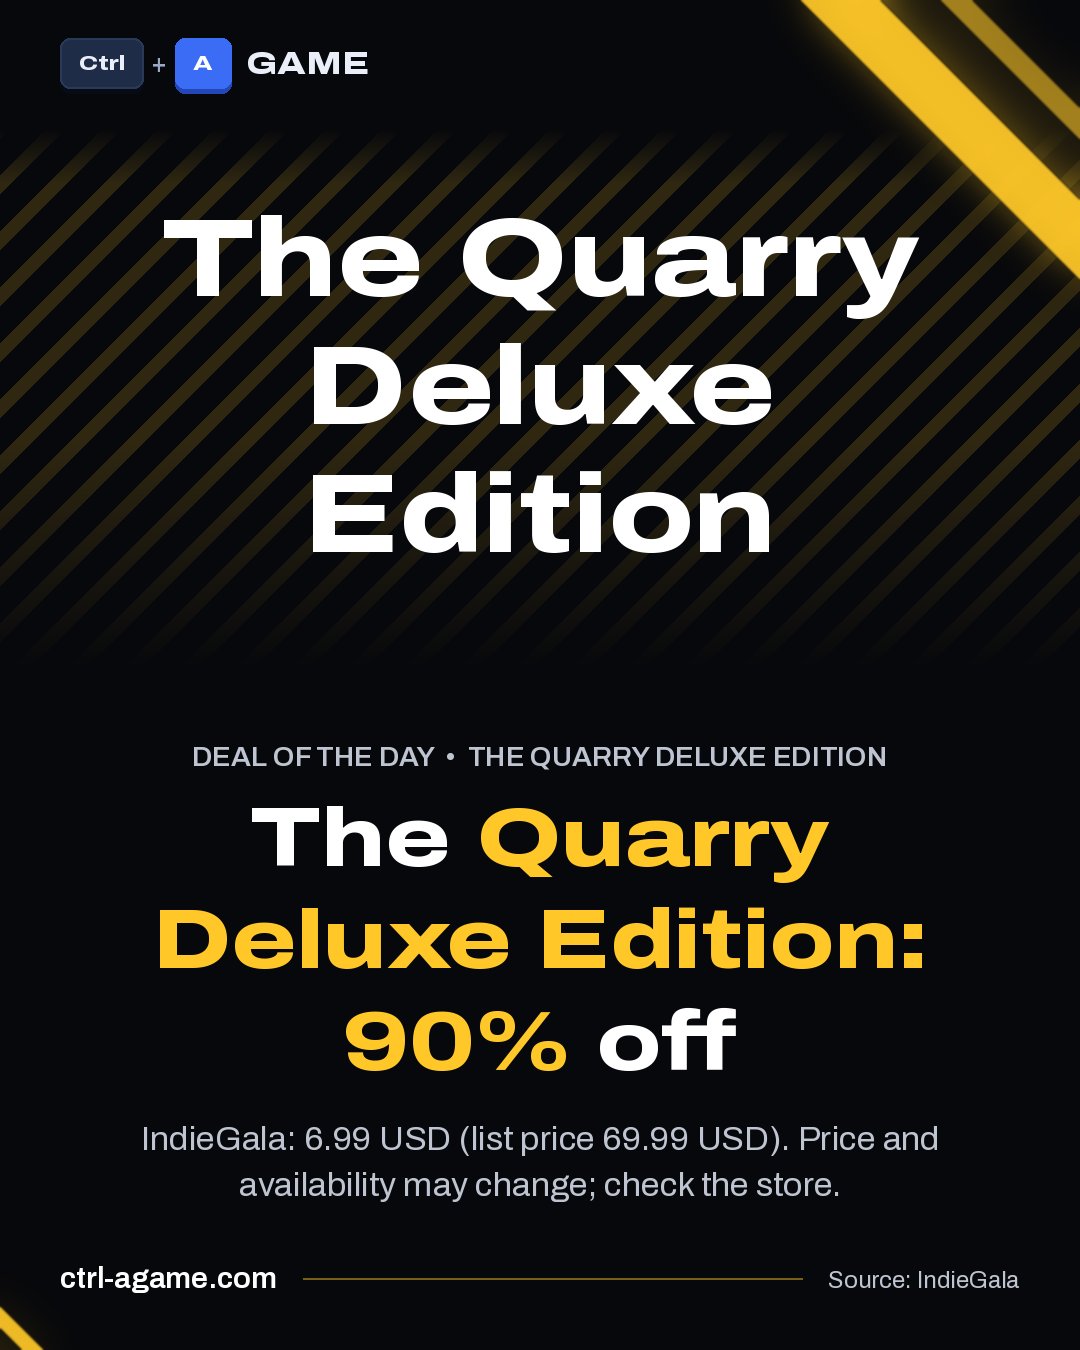 Ctrl + A GAME
The Quarry
Deluxe
Edition
DEAL OF THE DAY • THE QUARRY DELUXE EDITION
The Quarry
Deluxe Edition:
90% off
IndieGala: 6.99 USD (list price 69.99 USD). Price and
availability may change; check the store.
ctrl-agame.com
Source: IndieGala